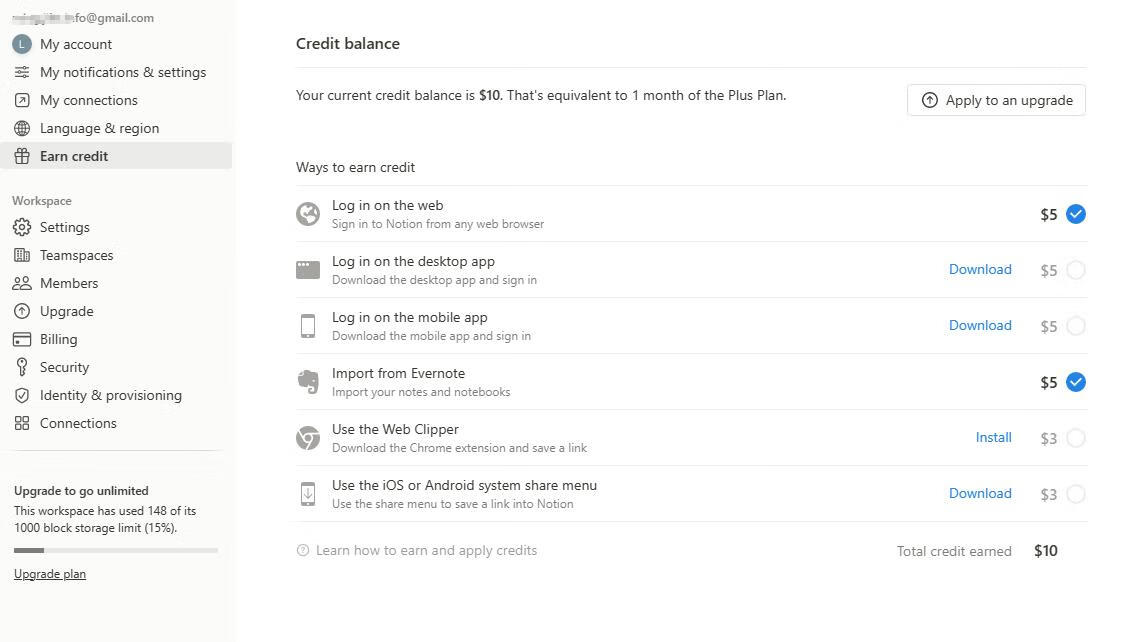 fo@gmail.com
L
My account
My notifications & settings
My connections
Language & region
Earn credit
Workspace
Settings
Teamspaces
Members
Upgrade
Billing
Security
Identity & provisioning
Connections
Upgrade to go unlimited
This workspace has used 148 of its
1000 block storage limit (15%).
Upgrade plan
Credit balance
Your current credit balance is $10. That's equivalent to 1 month of the Plus Plan.
Apply to an upgrade
Ways to earn credit
Log in on the web
Sign in to Notion from any web browser
$5
Log in on the desktop app
Download the desktop app and sign in
Download $5
Log in on the mobile app
Download the mobile app and sign in
Download $5
Import from Evernote
Import your notes and notebooks
$5
Use the Web Clipper
Download the Chrome extension and save a link
Install $3
Use the iOS or Android system share menu
Use the share menu to save a link into Notion
Download $3
Learn how to earn and apply credits
Total credit earned $10